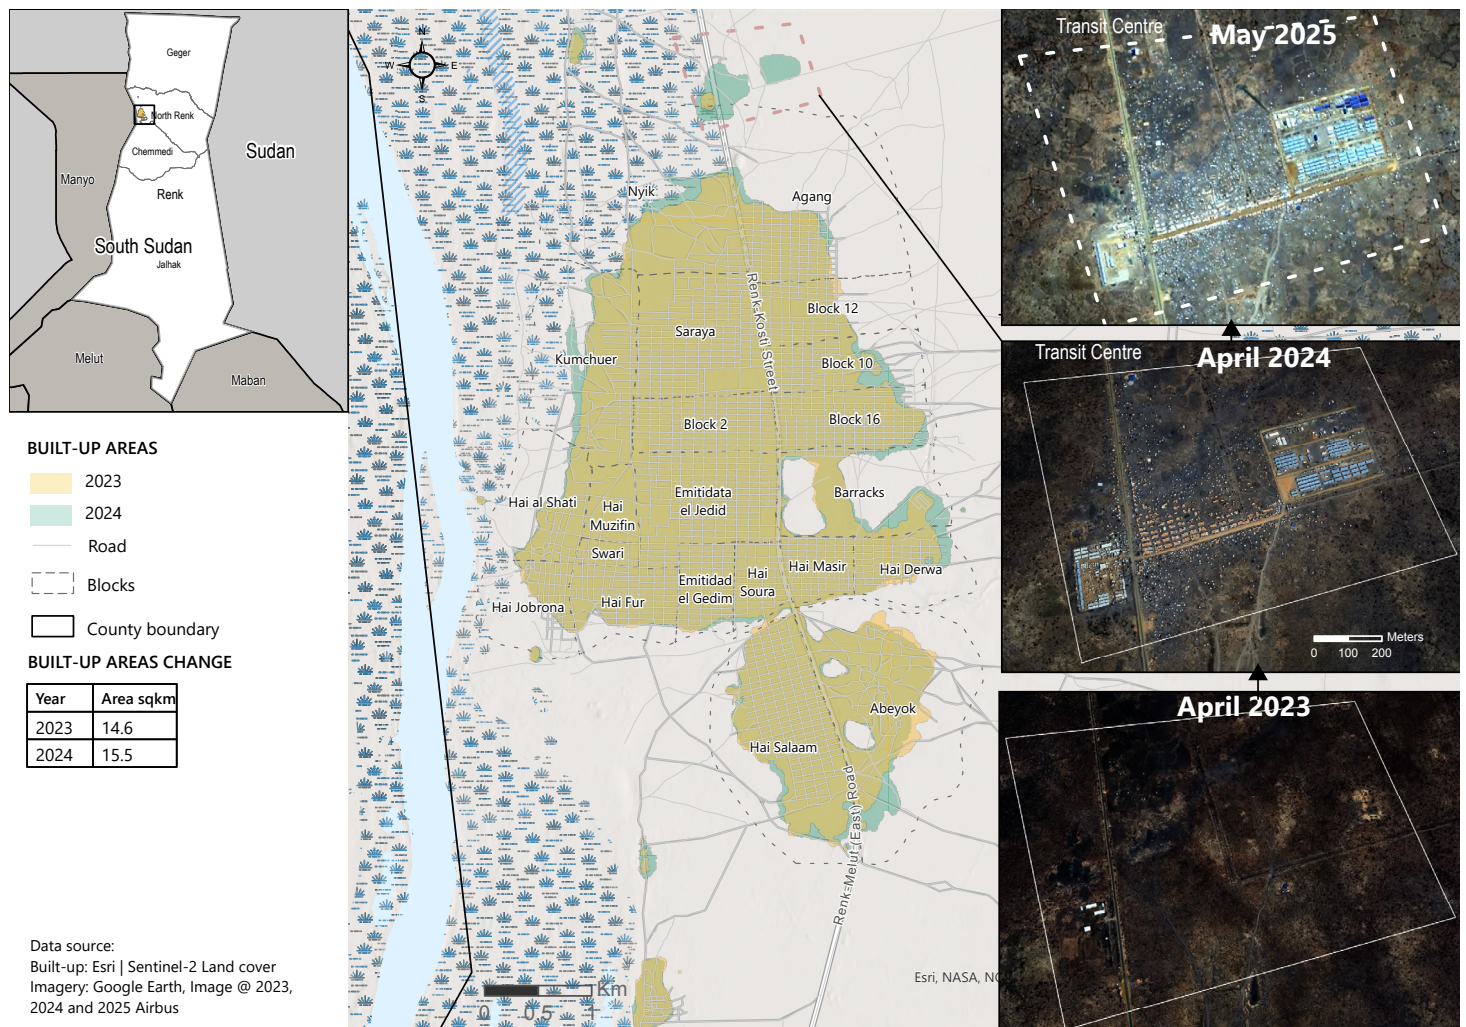 Geger
North Renk
Chemmedi
Manyo
Renk
Sudan
South Sudan
Jalhak
Melut
Maban
BUILT-UP AREAS
2023
2024
Road
Blocks
County boundary
BUILT-UP AREAS CHANGE
Year Area sqkm
2023 14.6
2024 15.5
Data source:
Built-up: Esri | Sentinel-2 Land cover
Imagery: Google Earth, Image @ 2023,
2024 and 2025 Airbus
N
W E
S
Nyik
Agang
Renk-Kosti Street
Block 12
Saraya
Kumchuer
Block 10
Block 2
Block 16
Hai al Shati
Hai
Muzifin
Emitidata
el Jedid
Barracks
Swari
Hai Masir
Hai Derwa
Emitidad
el Gedim
Hai
Soura
Hai Jobrona
Hai Fur
Abeyok
Hai Salaam
Renk-Melut (East) Road
Esri, NASA,
Km
0 0.5 1
Transit Centre
May 2025
Transit Centre
April 2024
Meters
0 100 200
April 2023